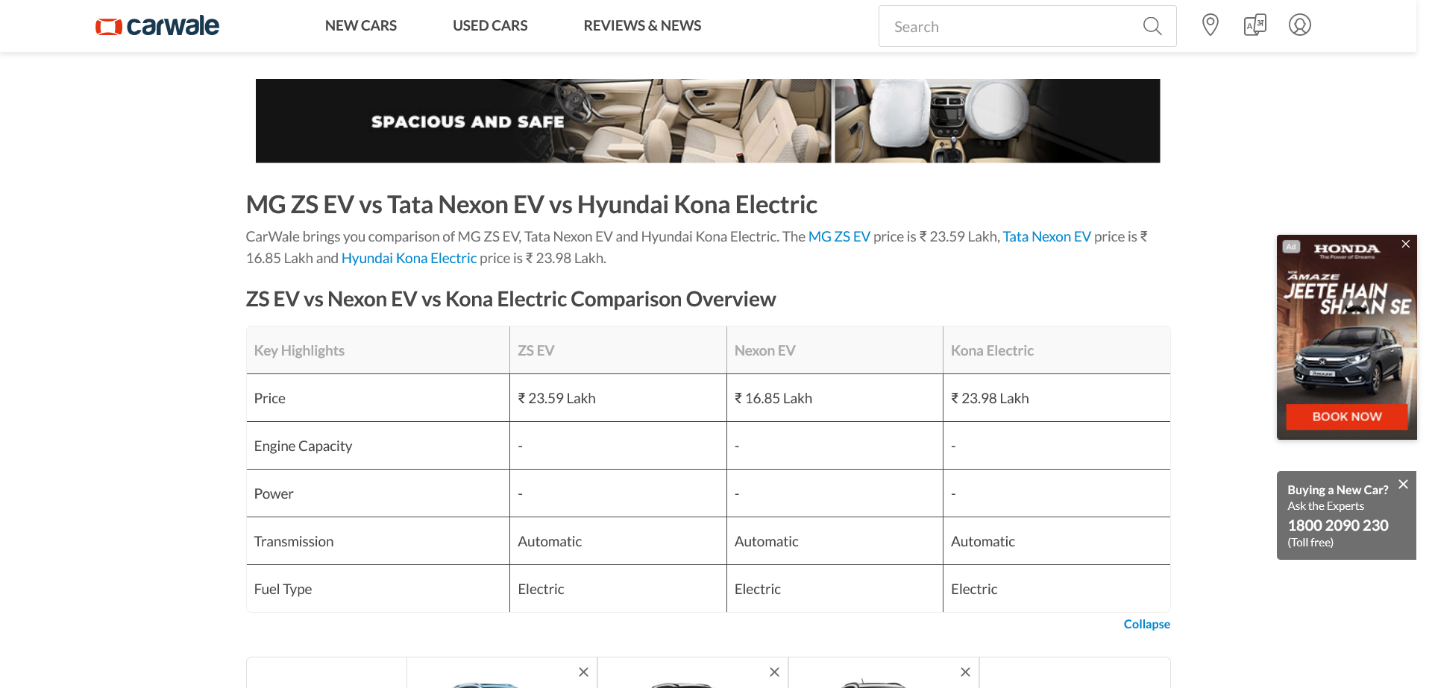 carwale
NEW CARS
USED CARS
REVIEWS & NEWS
Search
SPACIOUS AND SAFE
MG ZS EV vs Tata Nexon EV vs Hyundai Kona Electric
CarWale brings you comparison of MG ZS EV, Tata Nexon EV and Hyundai Kona Electric. The MG ZS EV price is ₹ 23.59 Lakh, Tata Nexon EV price is ₹
16.85 Lakh and Hyundai Kona Electric price is ₹ 23.98 Lakh.
ZS EV vs Nexon EV vs Kona Electric Comparison Overview
Key Highlights ZS EV Nexon EV Kona Electric
Price ₹ 23.59 Lakh ₹ 16.85 Lakh ₹ 23.98 Lakh
Engine Capacity - - -
Power - - -
Transmission Automatic Automatic Automatic
Fuel Type Electric Electric Electric
Collapse
Ad
HONDA
The Power of Dreams
NEW
AMAZE
JEETE HAIN
SHAAN SE
BOOK NOW
Buying a New Car?
Ask the Experts
1800 2090 230
(Toll free)